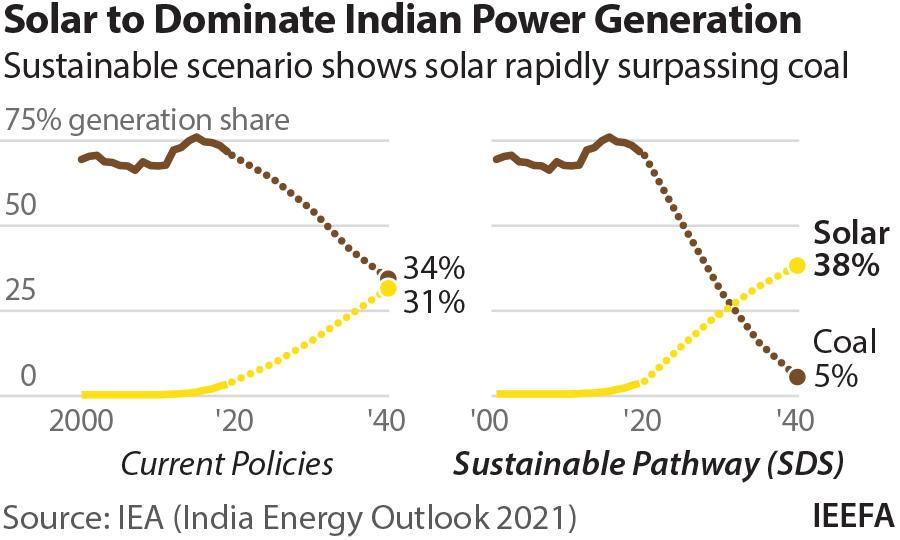 Solar to Dominate Indian Power Generation
Sustainable scenario shows solar rapidly surpassing coal
75% generation share
50
25
0
2000 '20 '40
34%
31%
Current Policies
Solar
38%
Coal
5%
'00 '20 '40
Sustainable Pathway (SDS)
Source: IEA (India Energy Outlook 2021)
IEEFA